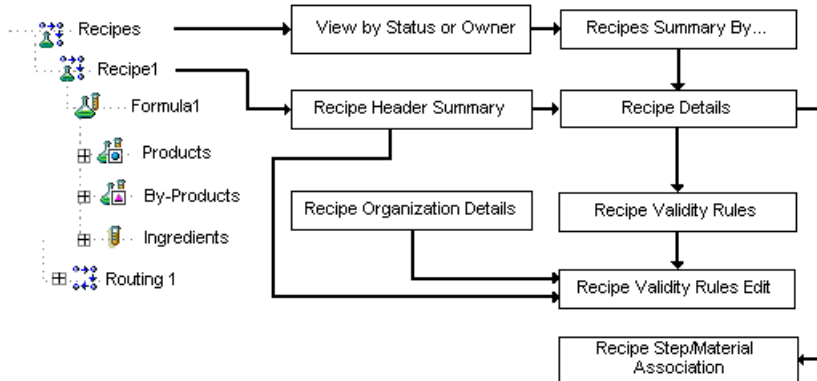 Recipes
View by Status or Owner
Recipes Summary By...
Recipe1
Formula1
Recipe Header Summary
Recipe Details
Products
By-Products
Recipe Organization Details
Recipe Validity Rules
Ingredients
Routing 1
Recipe Validity Rules Edit
Recipe Step/Material
Association